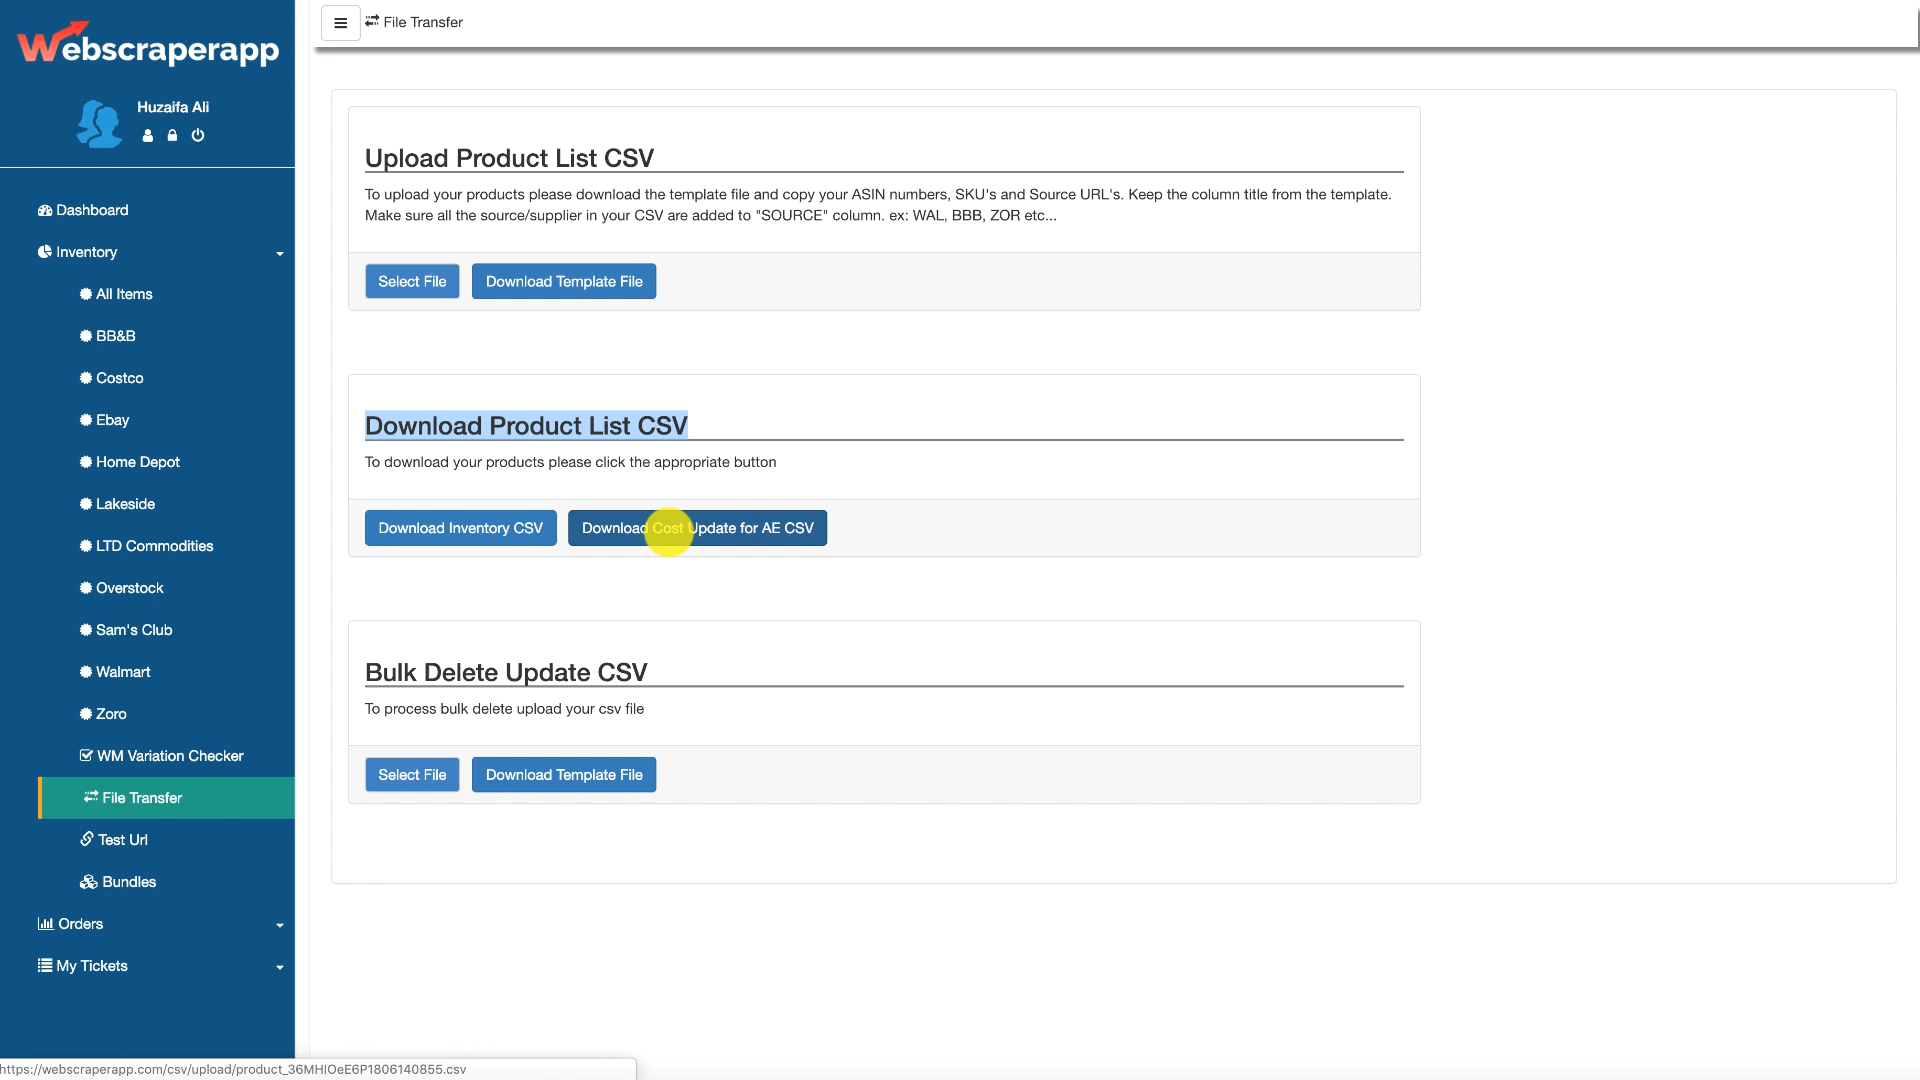 Webscraperapp
Huzaifa Ali
Dashboard
Inventory
All Items
BB&B
Costco
Ebay
Home Depot
Lakeside
LTD Commodities
Overstock
Sam's Club
Walmart
Zoro
WM Variation Checker
File Transfer
Test Url
Bundles
Orders
My Tickets
File Transfer
Upload Product List CSV
To upload your products please download the template file and copy your ASIN numbers, SKU's and Source URL's. Keep the column title from the template.
Make sure all the source/supplier in your CSV are added to "SOURCE" column. ex: WAL, BBB, ZOR etc...
Select File Download Template File
Download Product List CSV
To download your products please click the appropriate button
Download Inventory CSV Download Cost Update for AE CSV
Bulk Delete Update CSV
To process bulk delete upload your csv file
Select File Download Template File
https://webscraperapp.com/csv/upload/product_36MHIOeE6P1806140855.csv